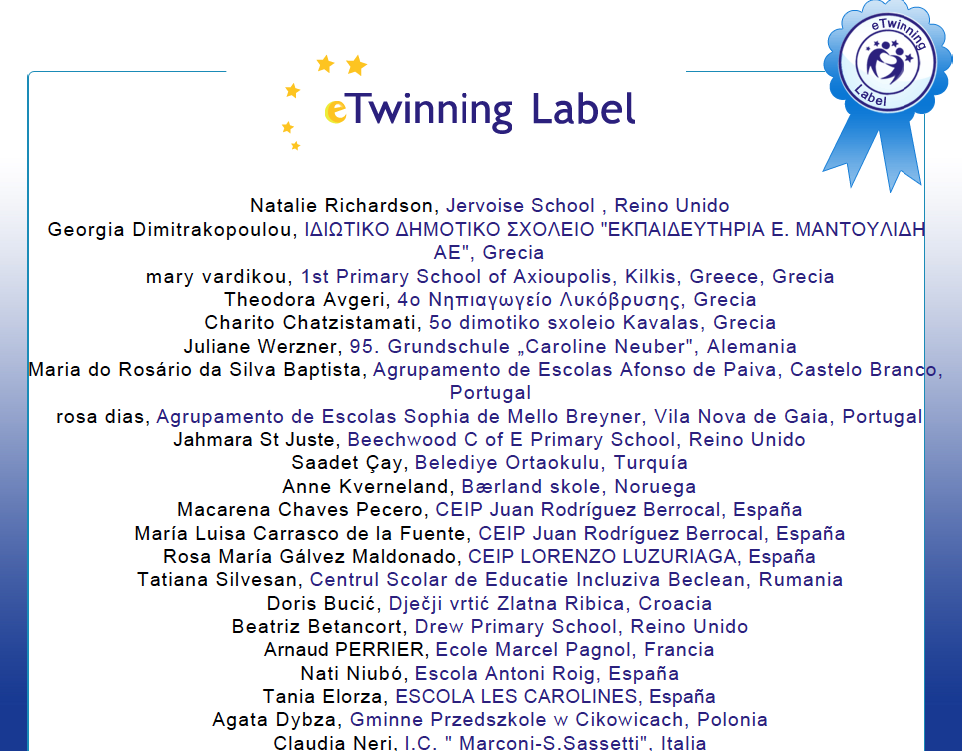 eTwinning
Label
eTwinning Label
Natalie Richardson, Jervoise School , Reino Unido
Georgia Dimitrakopoulou, ΙΔΙΩΤΙΚΟ ΔΗΜΟΤΙΚΟ ΣΧΟΛΕΙΟ "ΕΚΠΑΙΔΕΥΤΗΡΙΑ Ε. ΜΑΝΤΟΥΛΙΔΗ
ΑΕ", Grecia
mary vardikou, 1st Primary School of Axioupolis, Kilkis, Greece, Grecia
Theodora Avgeri, 4ο Νηπιαγωγείο Λυκόβρυσης, Grecia
Charito Chatzistamati, 5o dimotiko sxoleio Kavalas, Grecia
Juliane Werzner, 95. Grundschule „Caroline Neuber", Alemania
Maria do Rosário da Silva Baptista, Agrupamento de Escolas Afonso de Paiva, Castelo Branco,
Portugal
rosa dias, Agrupamento de Escolas Sophia de Mello Breyner, Vila Nova de Gaia, Portugal
Jahmara St Juste, Beechwood C of E Primary School, Reino Unido
Saadet Çay, Belediye Ortaokulu, Turquía
Anne Kverneland, Bærland skole, Noruega
Macarena Chaves Pecero, CEIP Juan Rodríguez Berrocal, España
María Luisa Carrasco de la Fuente, CEIP Juan Rodríguez Berrocal, España
Rosa María Gálvez Maldonado, CEIP LORENZO LUZURIAGA, España
Tatiana Silvesan, Centrul Scolar de Educatie Incluziva Beclean, Rumania
Doris Bucić, Dječji vrtić Zlatna Ribica, Croacia
Beatriz Betancort, Drew Primary School, Reino Unido
Arnaud PERRIER, Ecole Marcel Pagnol, Francia
Nati Niubó, Escola Antoni Roig, España
Tania Elorza, ESCOLA LES CAROLINES, España
Agata Dybza, Gminne Przedszkole w Cikowicach, Polonia
Claudia Neri, I.C. " Marconi-S.Sassetti", Italia